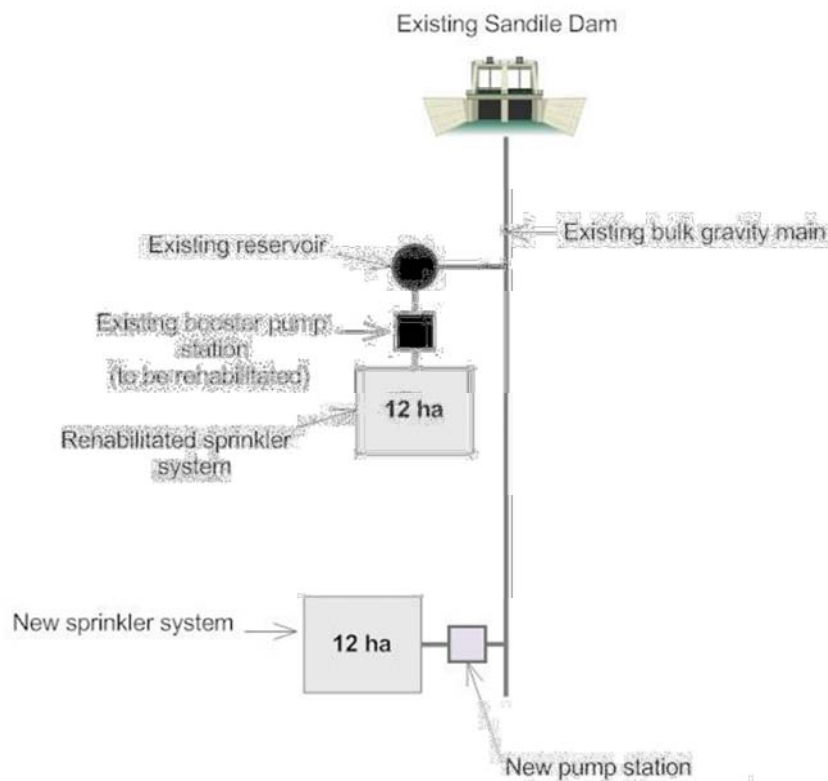 Existing Sandile Dam
Existing bulk gravity main
Existing reservoir
Existing booster pump
station
(to be rehabilitated)
12 ha
Rehabilitated sprinkler
system
New sprinkler system
12 ha
New pump station